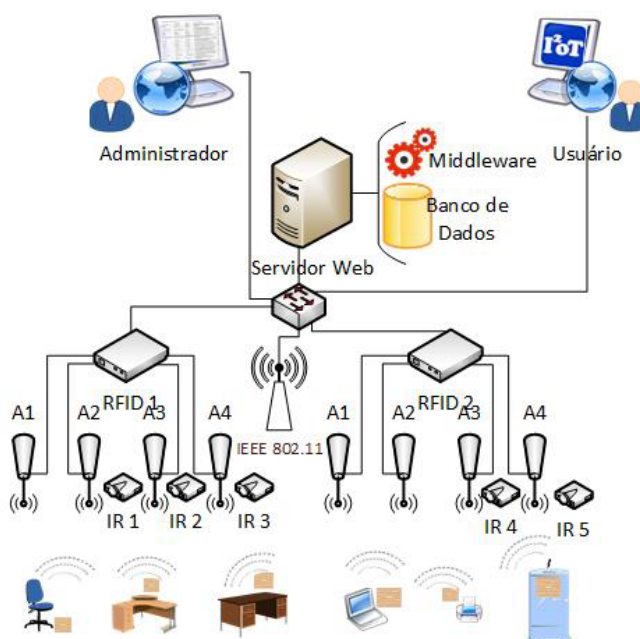 I²oT
Administrador
Usuário
Middleware
Banco de
Dados
Servidor Web
RFID 1
RFID 2
A1
A2
A3
A4
IEEE 802.11
A1
A2
A3
A4
IR 1
IR 2
IR 3
IR 4
IR 5